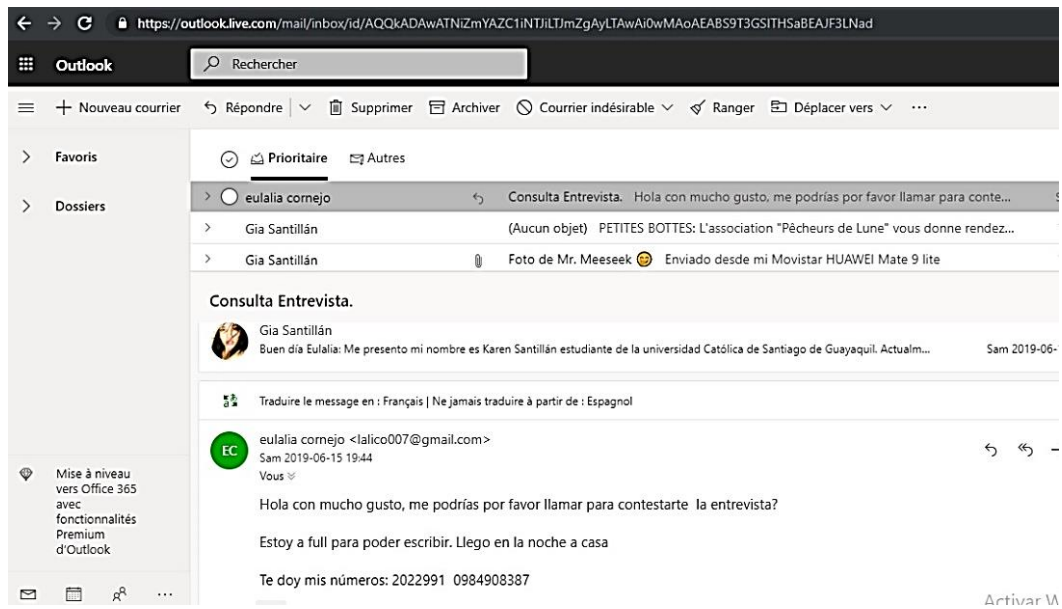 https://outlook.live.com/mail/inbox/id/AQQkADAwATNiZmYAZC1iNTJiLTJmZgAyLTAwAi0wMAoAEABS9T3GSITHSaBEAJF3LNad
Outlook
Rechercher
Nouveau courrier Répondre Supprimer Archiver Courrier indésirable Ranger Déplacer vers ...
Favoris
Dossiers
Prioritaire Autres
eulalia cornejo Consulta Entrevista. Hola con mucho gusto, me podrías por favor llamar para conte...
Gia Santillán (Aucun objet) PETITES BOTTES: L'association "Pêcheurs de Lune" vous donne rendez...
Gia Santillán Foto de Mr. Meeseek 😊 Enviado desde mi Movistar HUAWEI Mate 9 lite
Consulta Entrevista.
Gia Santillán
Buen día Eulalia: Me presento mi nombre es Karen Santillán estudiante de la universidad Católica de Santiago de Guayaquil. Actualm... Sam 2019-06-
Traduire le message en : Français | Ne jamais traduire à partir de : Espagnol
EC
eulalia cornejo <lalico007@gmail.com>
Sam 2019-06-15 19:44
Vous
Hola con mucho gusto, me podrías por favor llamar para contestarte la entrevista?
Estoy a full para poder escribir. Llego en la noche a casa
Te doy mis números: 2022991 0984908387
Mise à niveau
vers Office 365
avec
fonctionnalités
Premium
d'Outlook
...
Activar